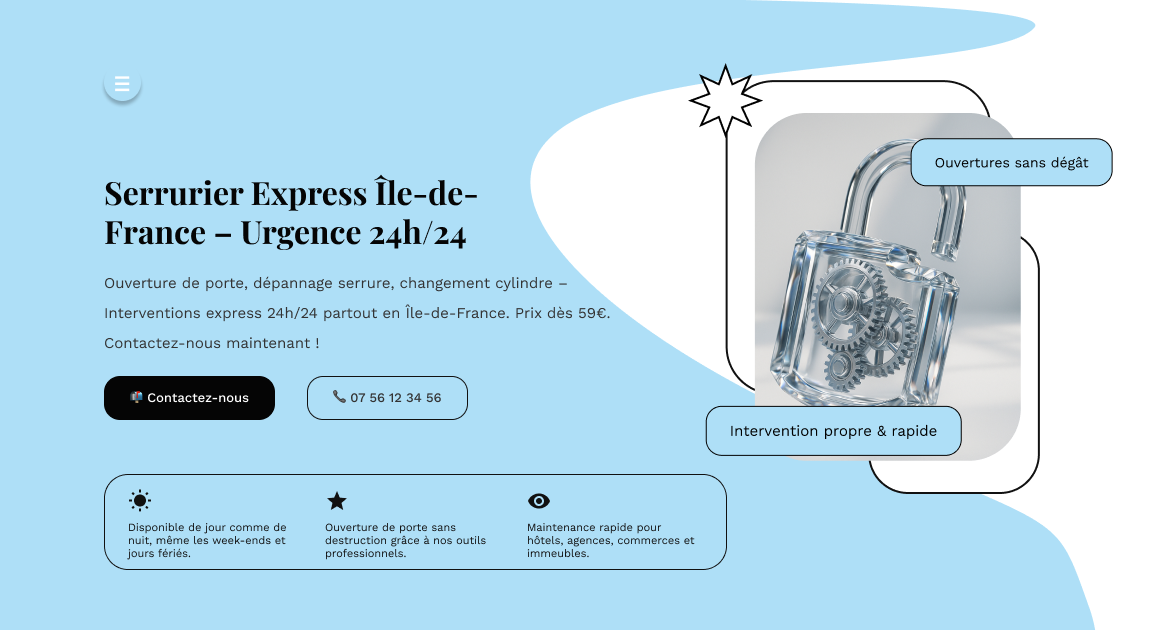 Serrurier Express Île-de-
France – Urgence 24h/24
Ouverture de porte, dépannage serrure, changement cylindre –
Interventions express 24h/24 partout en Île-de-France. Prix dès 59€.
Contactez-nous maintenant !
Contactez-nous
07 56 12 34 56
Disponible de jour comme de
nuit, même les week-ends et
jours fériés.
Ouverture de porte sans
destruction grâce à nos outils
professionnels.
Maintenance rapide pour
hôtels, agences, commerces et
immeubles.
Ouvertures sans dégât
Intervention propre & rapide